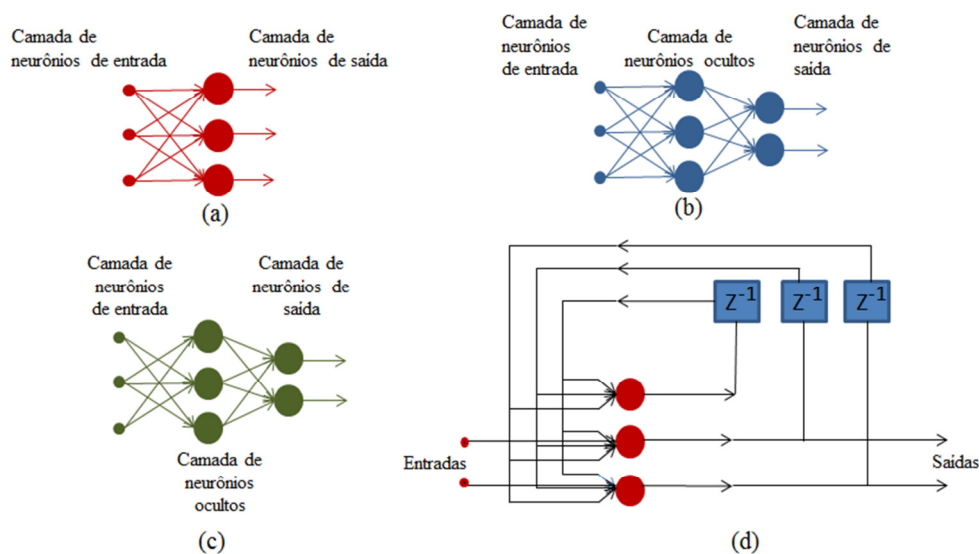 Camada de
neurônios de entrada
Camada de
neurônios de saída
(a)
Camada de
neurônios
de entrada
Camada de
neurônios ocultos
Camada de
neurônios de
saída
(b)
Camada de
neurônios
de entrada
Camada de
neurônios de
saída
Camada de
neurônios
ocultos
(c)
Z⁻¹
Z⁻¹
Z⁻¹
Entradas
Saídas
(d)